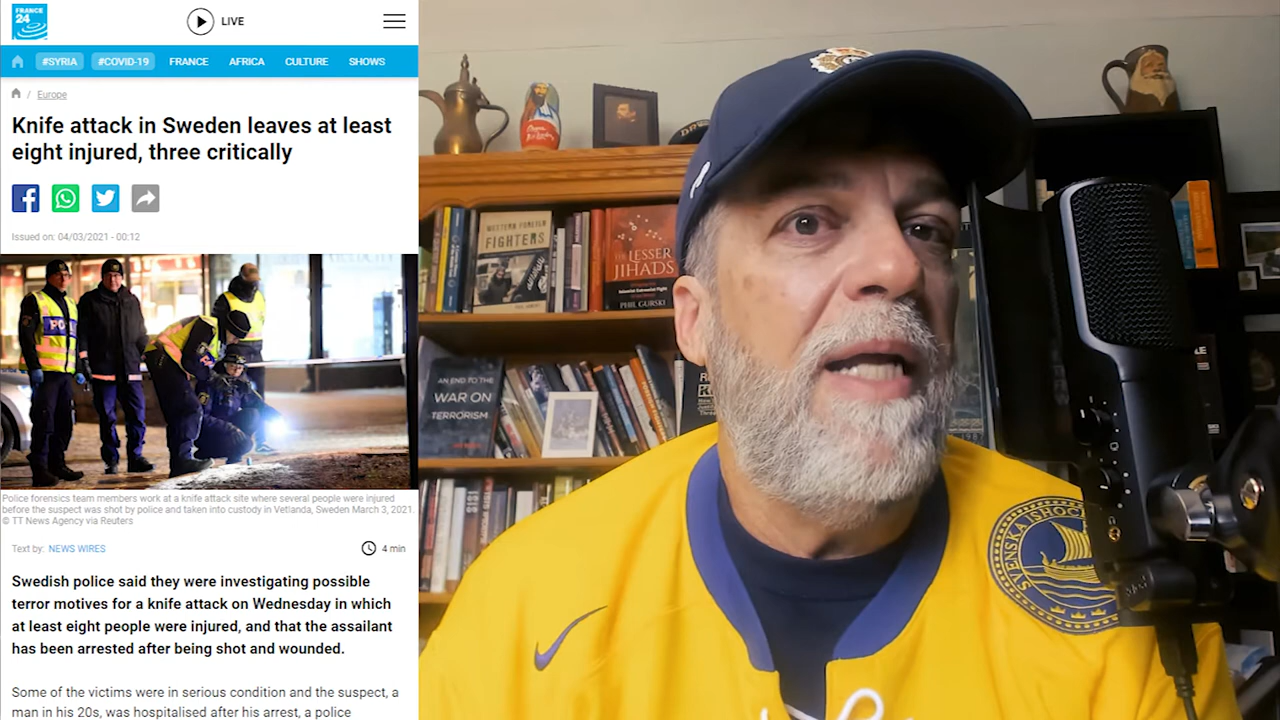 FRANCE
24
LIVE
#SYRIA
#COVID-19
FRANCE
AFRICA
CULTURE
SHOWS
/ Europe
Knife attack in Sweden leaves at least
eight injured, three critically
Issued on: 04/03/2021 - 00:12
PO
Police forensics team members work at a knife attack site where several people were injured
before the suspect was shot by police and taken into custody in Vetlanda, Sweden March 3, 2021.
© TT News Agency via Reuters
Text by: NEWS WIRES
4 min
Swedish police said they were investigating possible
terror motives for a knife attack on Wednesday in which
at least eight people were injured, and that the assailant
has been arrested after being shot and wounded.
Some of the victims were in serious condition and the suspect, a
man in his 20s, was hospitalised after his arrest, a police
WESTERN FOREIGN
FIGHTERS
THE LESSER
JIHADS
PHIL GURSKI
AN END TO THE
WAR ON
TERRORISM
SVENSKA ISHOC